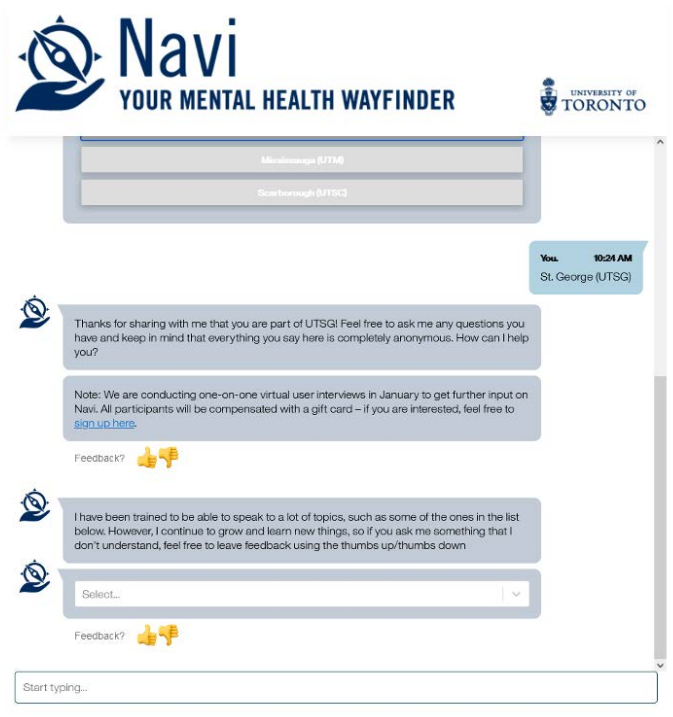 Navi
YOUR MENTAL HEALTH WAYFINDER
UNIVERSITY OF
TORONTO
Mississauga (UTM)
Scarborough (UTSC)
You. 10:24 AM
St. George (UTSG)
Thanks for sharing with me that you are part of UTSG! Feel free to ask me any questions you
have and keep in mind that everything you say here is completely anonymous. How can I help
you?
Note: We are conducting one-on-one virtual user interviews in January to get further input on
Navi. All participants will be compensated with a gift card – if you are interested, feel free to
sign up here.
Feedback?
I have been trained to be able to speak to a lot of topics, such as some of the ones in the list
below. However, I continue to grow and learn new things, so if you ask me something that I
don't understand, feel free to leave feedback using the thumbs up/thumbs down
Select...
Feedback?
Start typing...